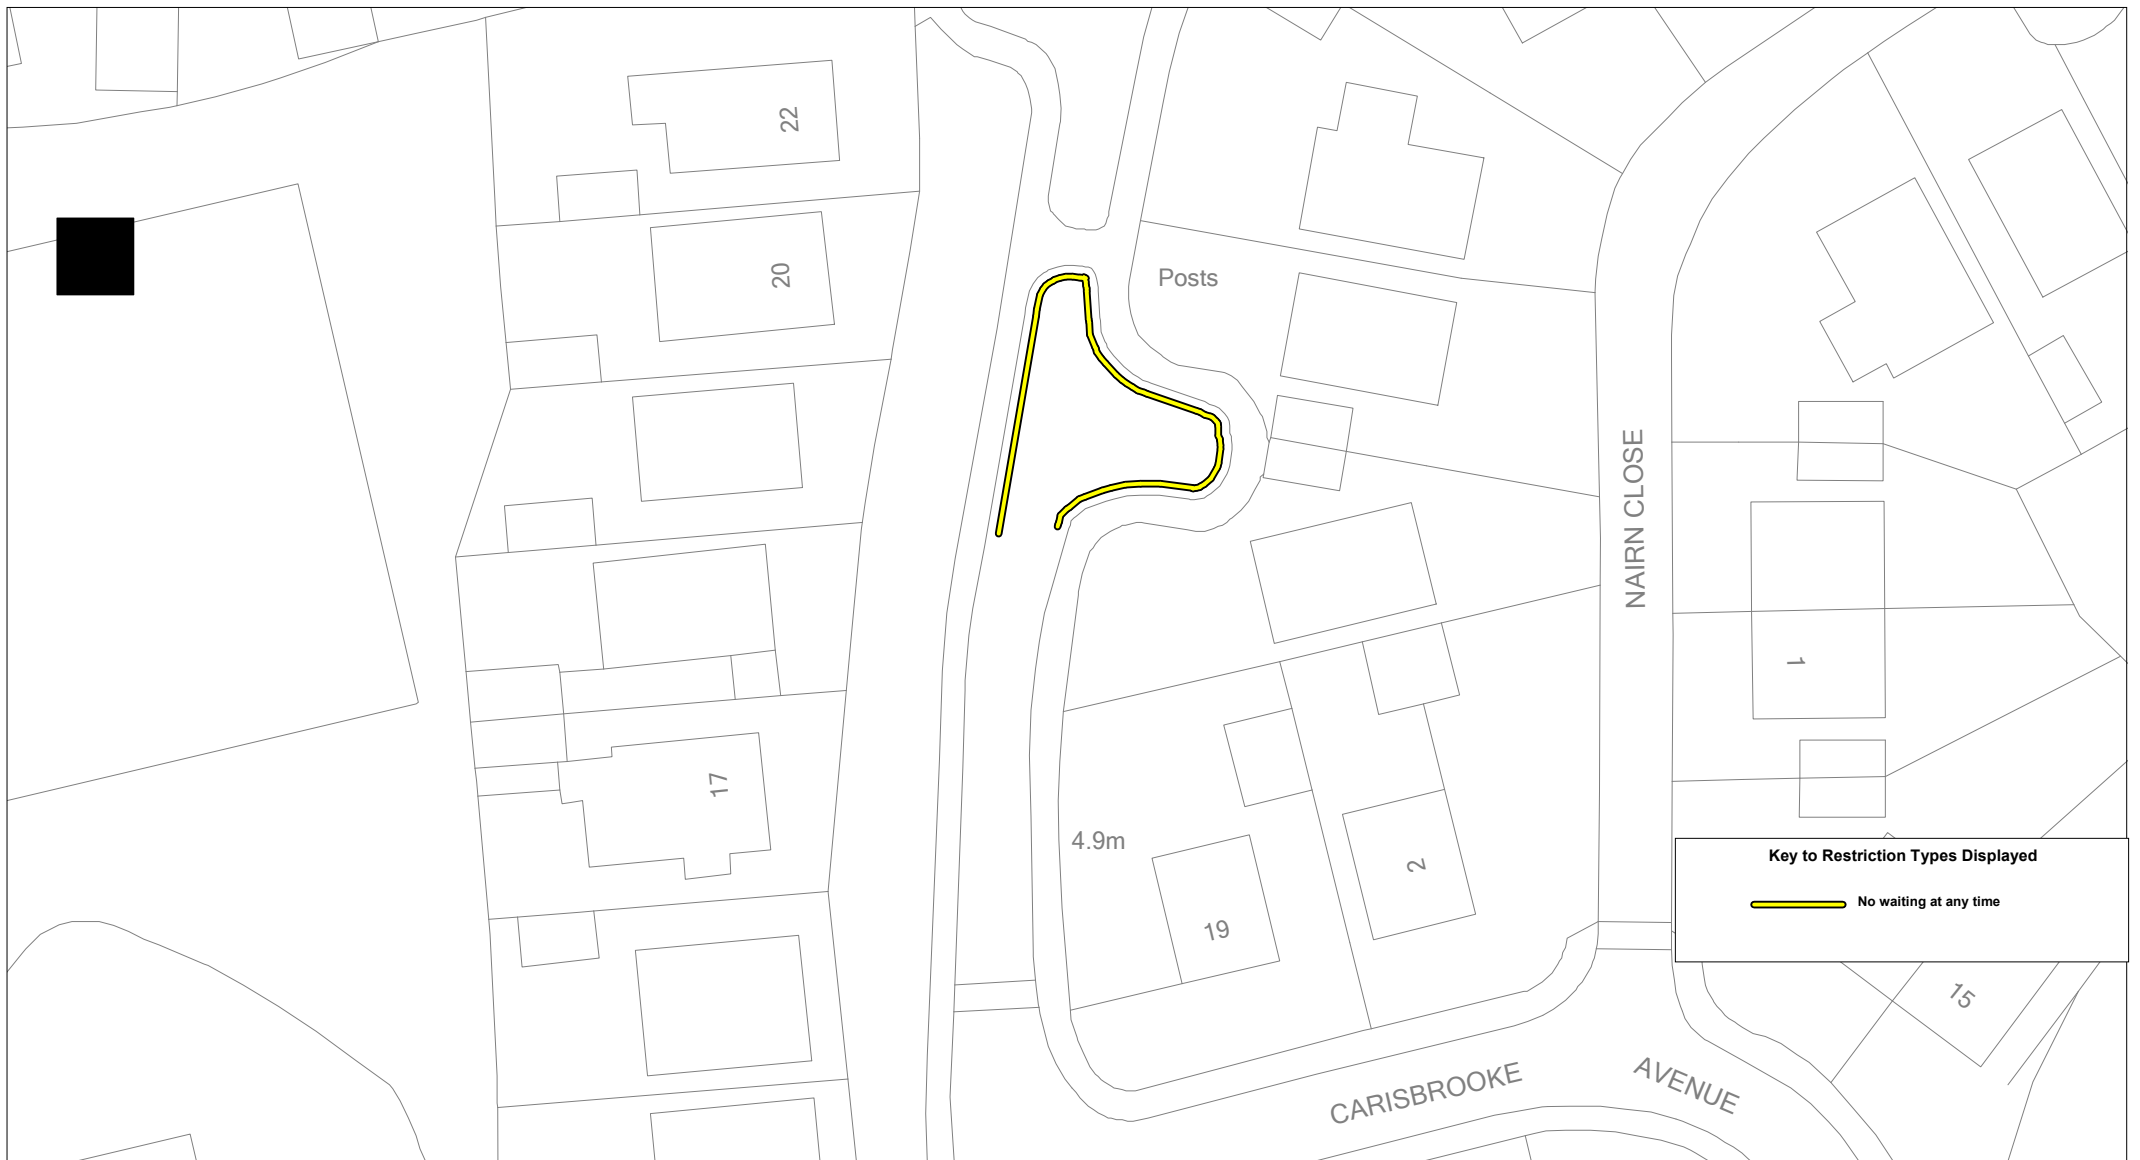 22
20
Posts
NAIRN CLOSE
1
17
4.9m
2
19
Key to Restriction Types Displayed
No waiting at any time
15
CARISBROOKE AVENUE